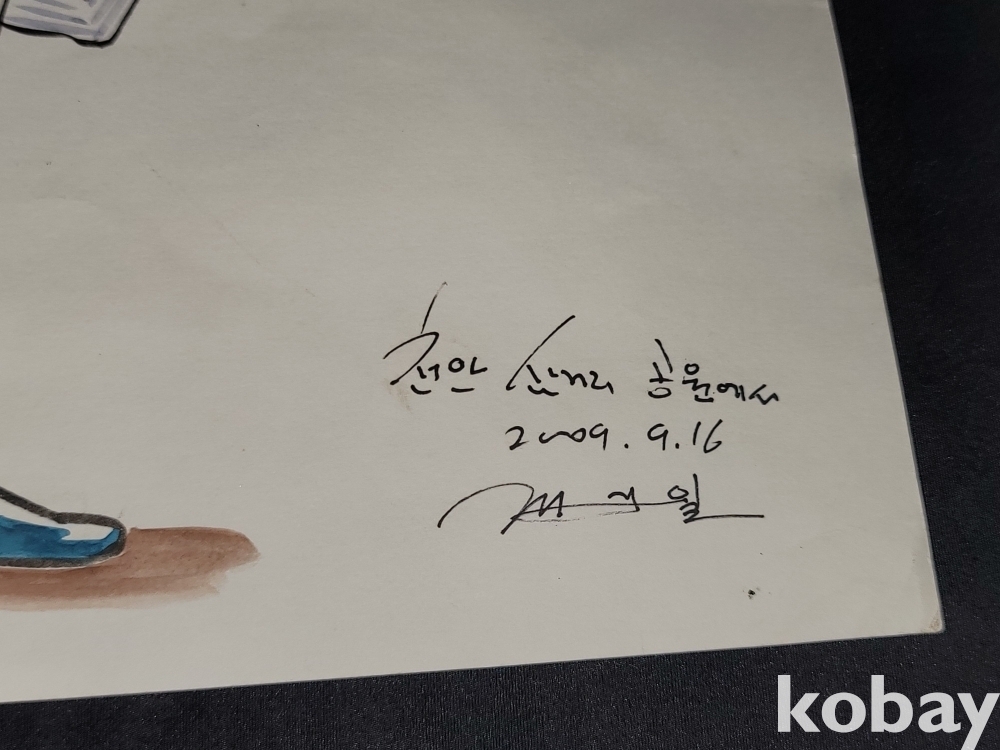 천안 삼거리 공원에서
2009. 9. 16
kobay